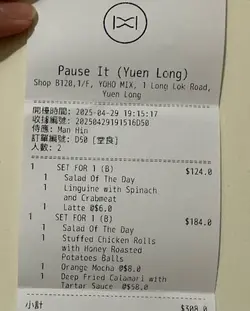 Pause It (Yuen Long)
Shop B120,1/F, YOHO MIX, 1 Long Lok Road,
Yuen Long
開檯時間: 2025-04-29 19:15:17
收據編號: 20250429191516D50
侍應: Man Hin
訂單編號: D50 [堂食]
人數: 2
1 SET FOR 1 (B) $124.0
1 Salad Of The Day
1 Linguine with Spinach
and Crabmeat
1 Latte @$6.0
1 SET FOR 1 (B) $184.0
1 Salad Of The Day
1 Stuffed Chicken Rolls
with Honey Roasted
Potatoes Balls
1 Orange Mocha @$8.0
1 Deep Fried Calamari with
Tartar Sauce @$58.0
小計 $308.0